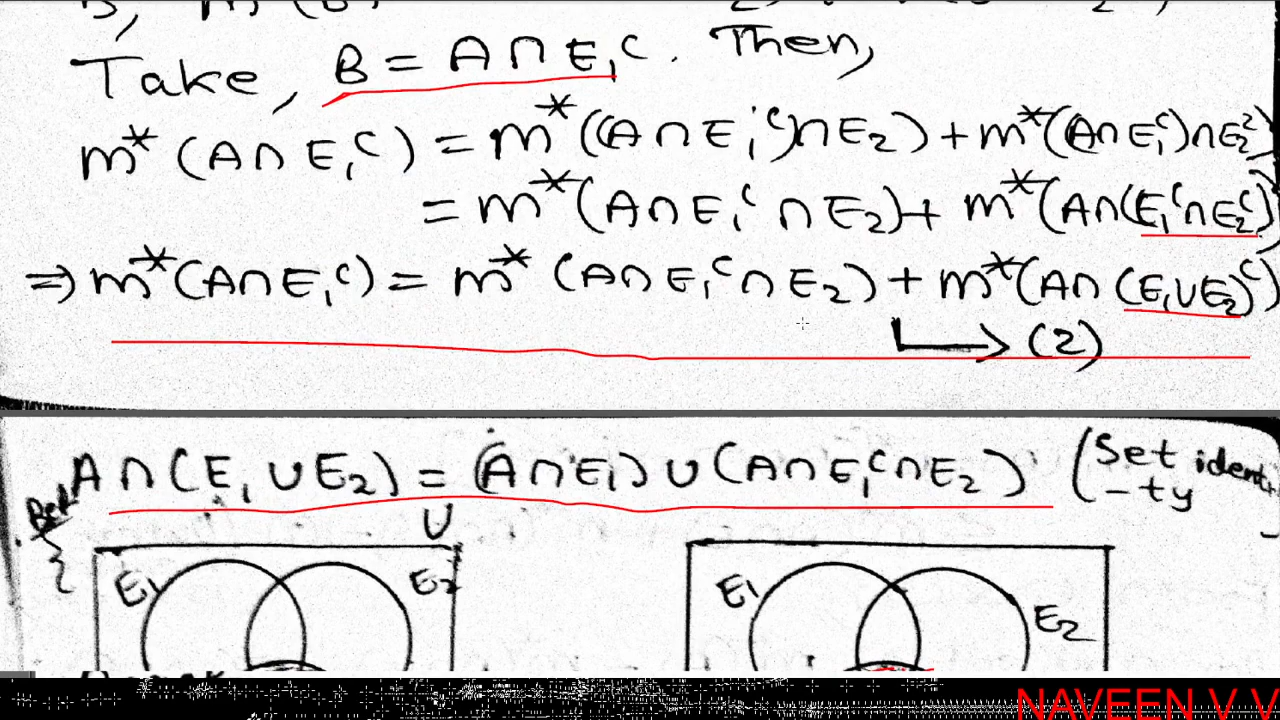 Take, B = A∩E₁ᶜ. Then,
m*(A∩E₁ᶜ) = m*((A∩E₁ᶜ)∩E₂) + m*(A∩E₁ᶜ)∩E₂ᶜ)
= m*(A∩E₁ᶜ∩E₂) + m*(A∩(E₁ᶜ∩E₂ᶜ)
⇒ m*(A∩E₁ᶜ) = m*(A∩E₁ᶜ∩E₂) + m*(A∩(E₁∪E₂)ᶜ)
→ (2)
A∩(E₁∪E₂) = (A∩E₁)∪(A∩E₁ᶜ∩E₂) (Set identi
-ty
U
E₁ E₂ E₁ E₂
NAVEEN V V